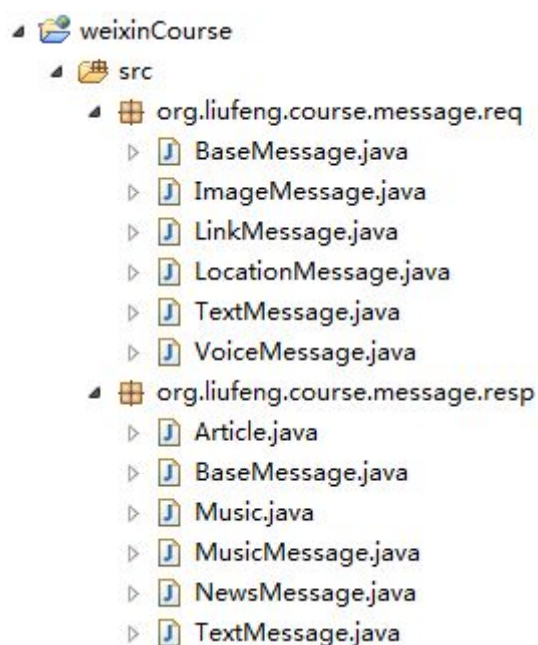 weixinCourse
src
org.liufeng.course.message.req
BaseMessage.java
ImageMessage.java
LinkMessage.java
LocationMessage.java
TextMessage.java
VoiceMessage.java
org.liufeng.course.message.resp
Article.java
BaseMessage.java
Music.java
MusicMessage.java
NewsMessage.java
TextMessage.java